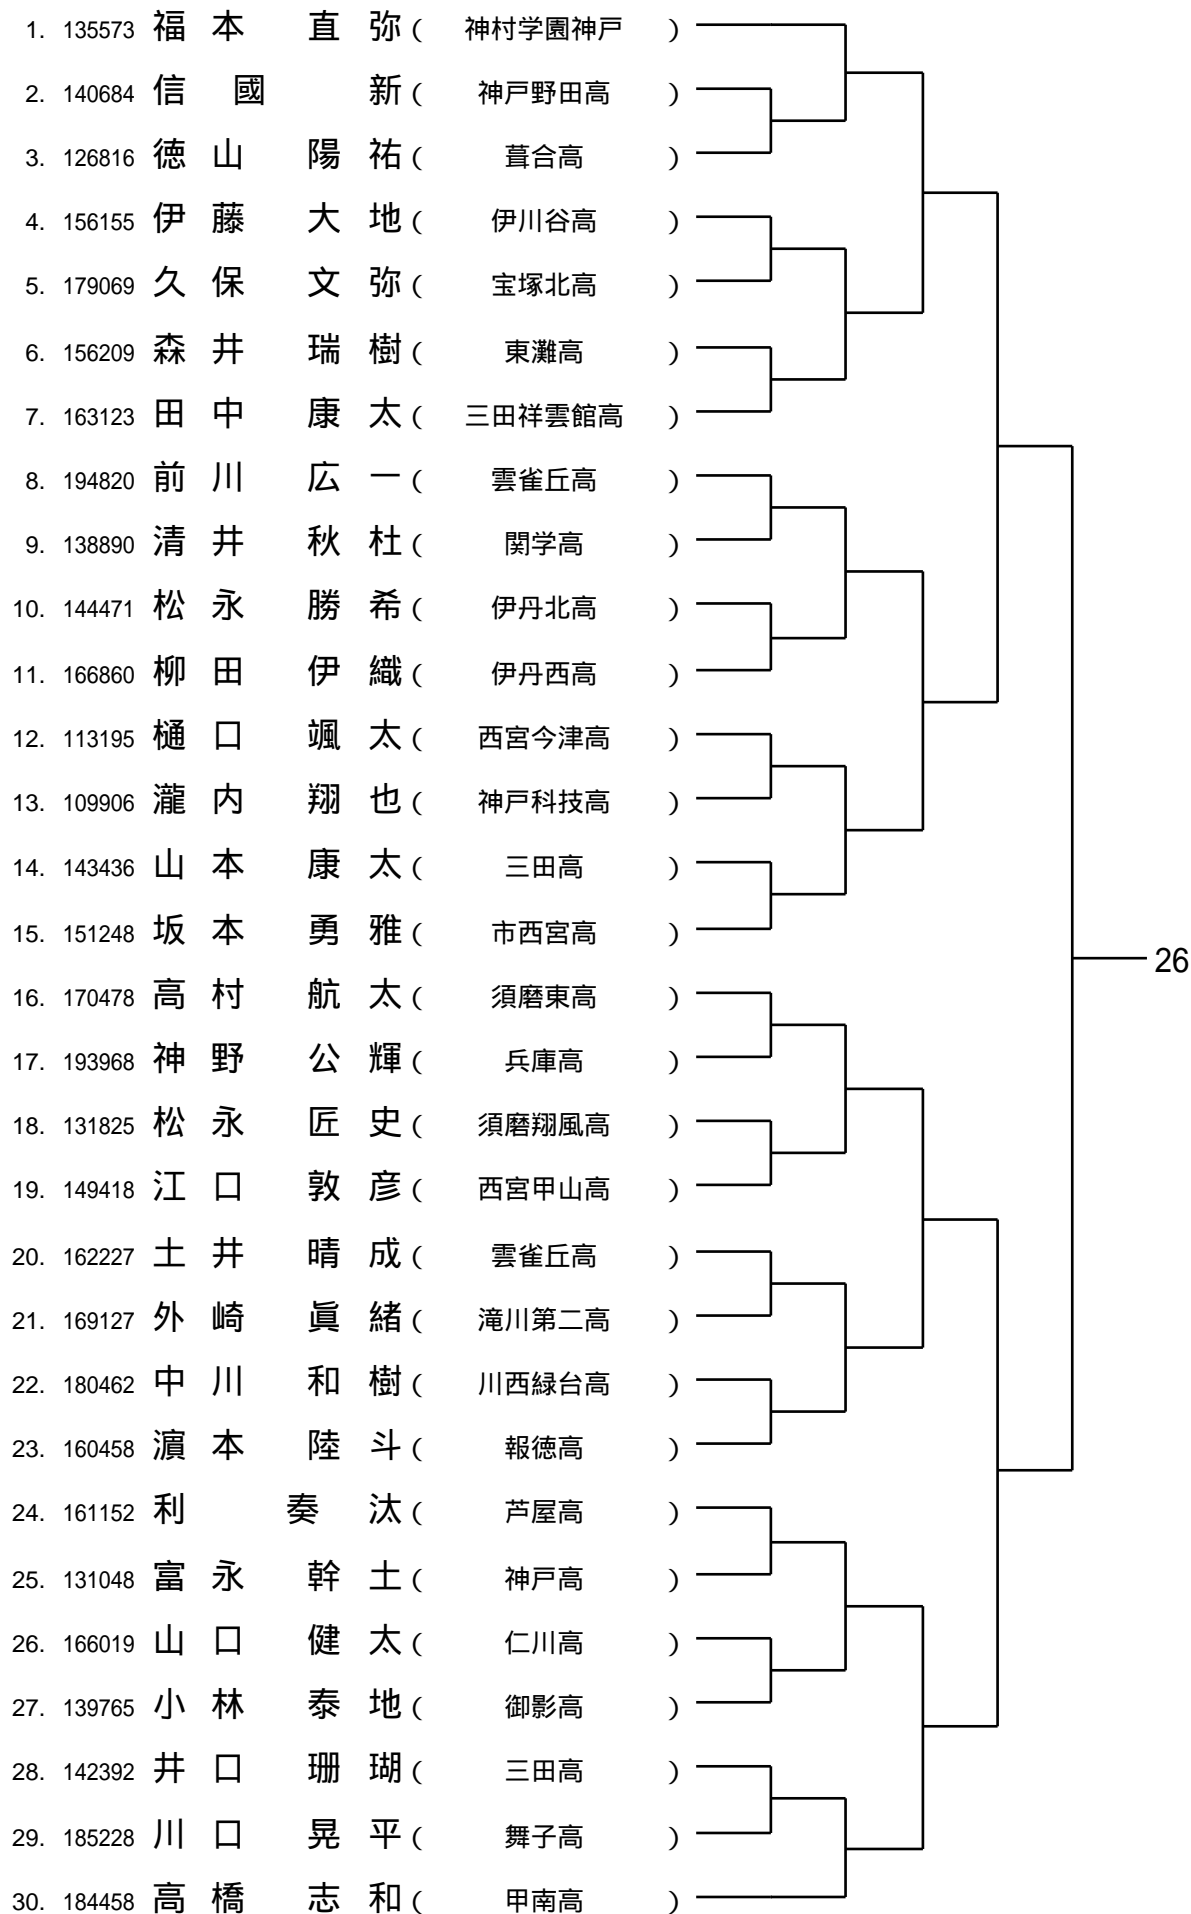 1. 135573 福本 直弥 ( 神村学園神戸 )
2. 140684 信國 新 ( 神戸野田高 )
3. 126816 徳山 陽祐 ( 葺合高 )
4. 156155 伊藤 大地 ( 伊川谷高 )
5. 179069 久保 文弥 ( 宝塚北高 )
6. 156209 森井 瑞樹 ( 東灘高 )
7. 163123 田中 康太 ( 三田祥雲館高 )
8. 194820 前川 広一 ( 雲雀丘高 )
9. 138890 清井 秋杜 ( 関学高 )
10. 144471 松永 勝希 ( 伊丹北高 )
11. 166860 柳田 伊織 ( 伊丹西高 )
12. 113195 樋口 颯太 ( 西宮今津高 )
13. 109906 瀧内 翔也 ( 神戸科技高 )
14. 143436 山本 康太 ( 三田高 )
15. 151248 坂本 勇雅 ( 市西宮高 )
26
16. 170478 高村 航太 ( 須磨東高 )
17. 193968 神野 公輝 ( 兵庫高 )
18. 131825 松永 匠史 ( 須磨翔風高 )
19. 149418 江口 敦彦 ( 西宮甲山高 )
20. 162227 土井 晴成 ( 雲雀丘高 )
21. 169127 外崎 眞緒 ( 滝川第二高 )
22. 180462 中川 和樹 ( 川西緑台高 )
23. 160458 濵本 陸斗 ( 報徳高 )
24. 161152 利 奏汰 ( 芦屋高 )
25. 131048 富永 幹土 ( 神戸高 )
26. 166019 山口 健太 ( 仁川高 )
27. 139765 小林 泰地 ( 御影高 )
28. 142392 井口 珊瑚 ( 三田高 )
29. 185228 川口 晃平 ( 舞子高 )
30. 184458 高橋 志和 ( 甲南高 )